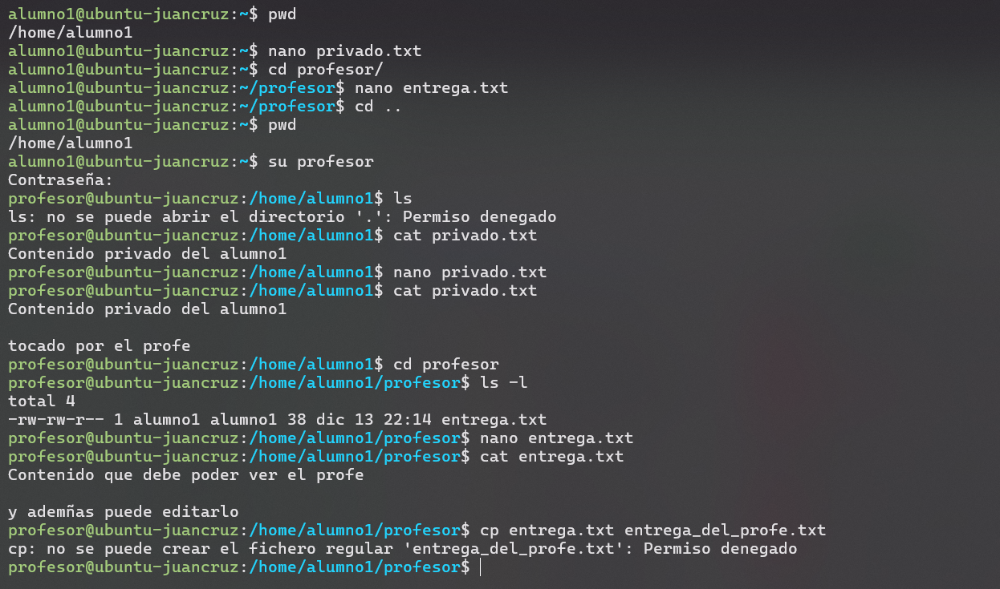 alumno1@ubuntu-juancruz:~$ pwd
/home/alumno1
alumno1@ubuntu-juancruz:~$ nano privado.txt
alumno1@ubuntu-juancruz:~$ cd profesor/
alumno1@ubuntu-juancruz:~/profesor$ nano entrega.txt
alumno1@ubuntu-juancruz:~/profesor$ cd ..
alumno1@ubuntu-juancruz:~$ pwd
/home/alumno1
alumno1@ubuntu-juancruz:~$ su profesor
Contraseña:
profesor@ubuntu-juancruz:/home/alumno1$ ls
ls: no se puede abrir el directorio '.': Permiso denegado
profesor@ubuntu-juancruz:/home/alumno1$ cat privado.txt
Contenido privado del alumno1
profesor@ubuntu-juancruz:/home/alumno1$ nano privado.txt
profesor@ubuntu-juancruz:/home/alumno1$ cat privado.txt
Contenido privado del alumno1

tocado por el profe
profesor@ubuntu-juancruz:/home/alumno1$ cd profesor
profesor@ubuntu-juancruz:/home/alumno1/profesor$ ls -l
total 4
-rw-rw-r-- 1 alumno1 alumno1 38 dic 13 22:14 entrega.txt
profesor@ubuntu-juancruz:/home/alumno1/profesor$ nano entrega.txt
profesor@ubuntu-juancruz:/home/alumno1/profesor$ cat entrega.txt
Contenido que debe poder ver el profe

y ademñas puede editarlo
profesor@ubuntu-juancruz:/home/alumno1/profesor$ cp entrega.txt entrega_del_profe.txt
cp: no se puede crear el fichero regular 'entrega_del_profe.txt': Permiso denegado
profesor@ubuntu-juancruz:/home/alumno1/profesor$